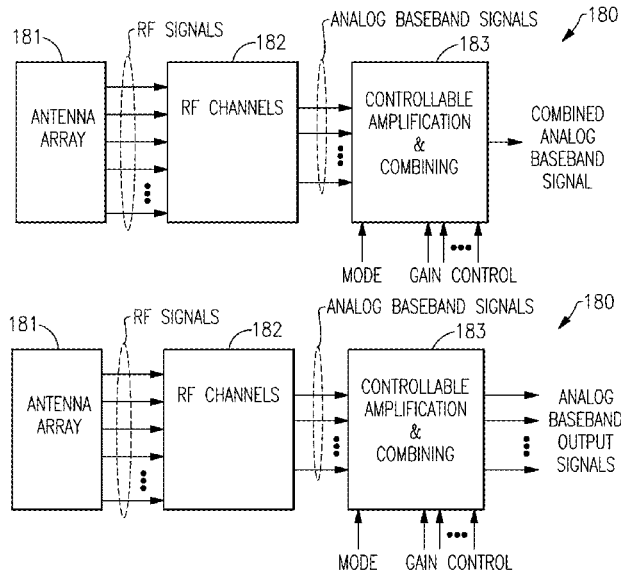 RF SIGNALS
ANALOG BASEBAND SIGNALS
180
181
182
183
ANTENNA
ARRAY
RF CHANNELS
CONTROLLABLE
AMPLIFICATION
&
COMBINING
COMBINED
ANALOG
BASEBAND
SIGNAL
MODE
GAIN CONTROL
RF SIGNALS
ANALOG BASEBAND SIGNALS
180
181
182
183
ANTENNA
ARRAY
RF CHANNELS
CONTROLLABLE
AMPLIFICATION
&
COMBINING
ANALOG
BASEBAND
OUTPUT
SIGNALS
MODE
GAIN CONTROL